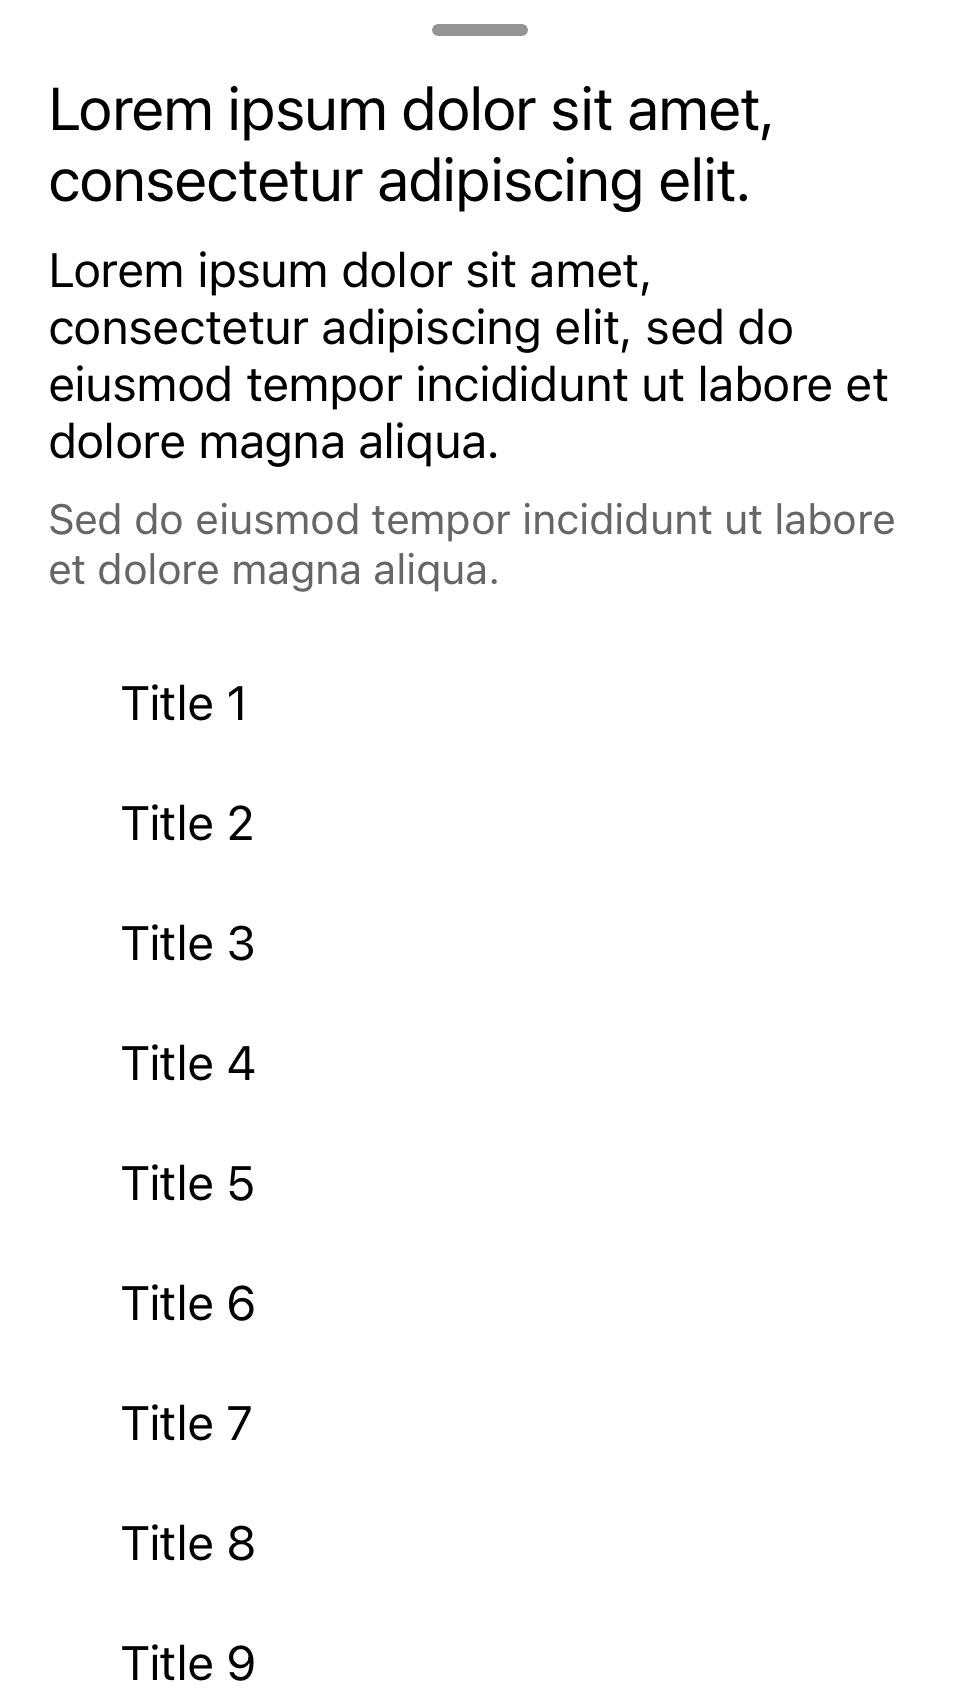 Lorem ipsum dolor sit amet,
consectetur adipiscing elit.
Lorem ipsum dolor sit amet,
consectetur adipiscing elit, sed do
eiusmod tempor incididunt ut labore et
dolore magna aliqua.
Sed do eiusmod tempor incididunt ut labore
et dolore magna aliqua.
Title 1
Title 2
Title 3
Title 4
Title 5
Title 6
Title 7
Title 8
Title 9